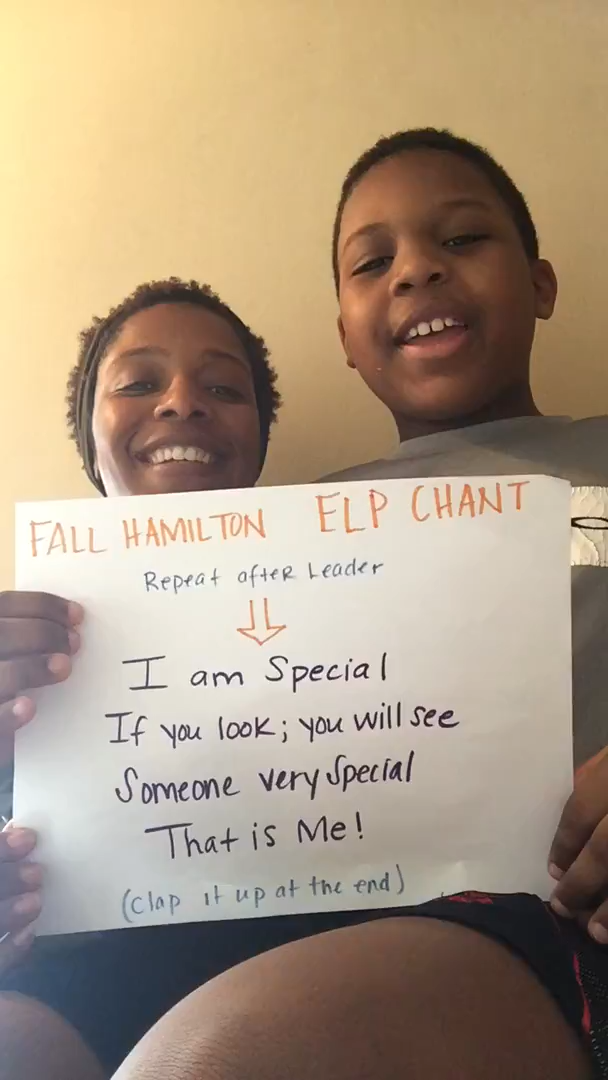 FALL HAMILTON ELP CHANT
Repeat after Leader
I am Special
If you look; you will see
Someone very Special
That is Me!
(clap it up at the end)